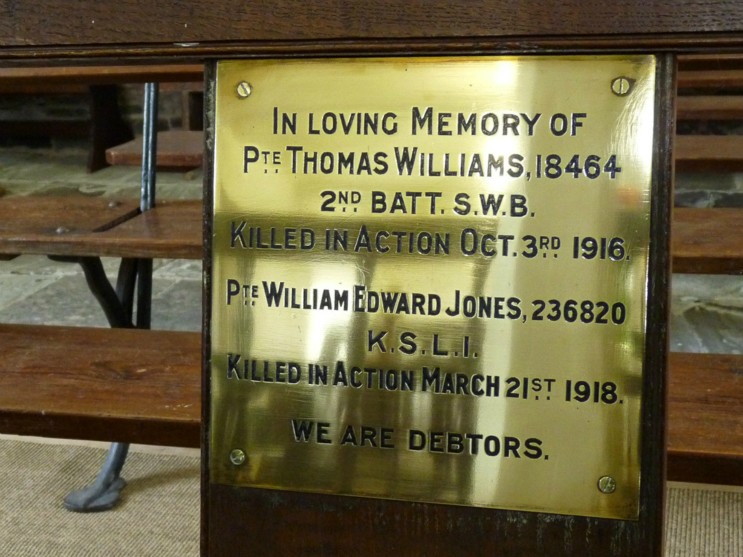 IN LOVING MEMORY OF
PTE THOMAS WILLIAMS, 18464
2ND BATT. S.W.B.
KILLED IN ACTION OCT. 3RD 1916.
PTE WILLIAM EDWARD JONES, 236820
K.S.L.I.
KILLED IN ACTION MARCH 21ST 1918.
WE ARE DEBTORS.